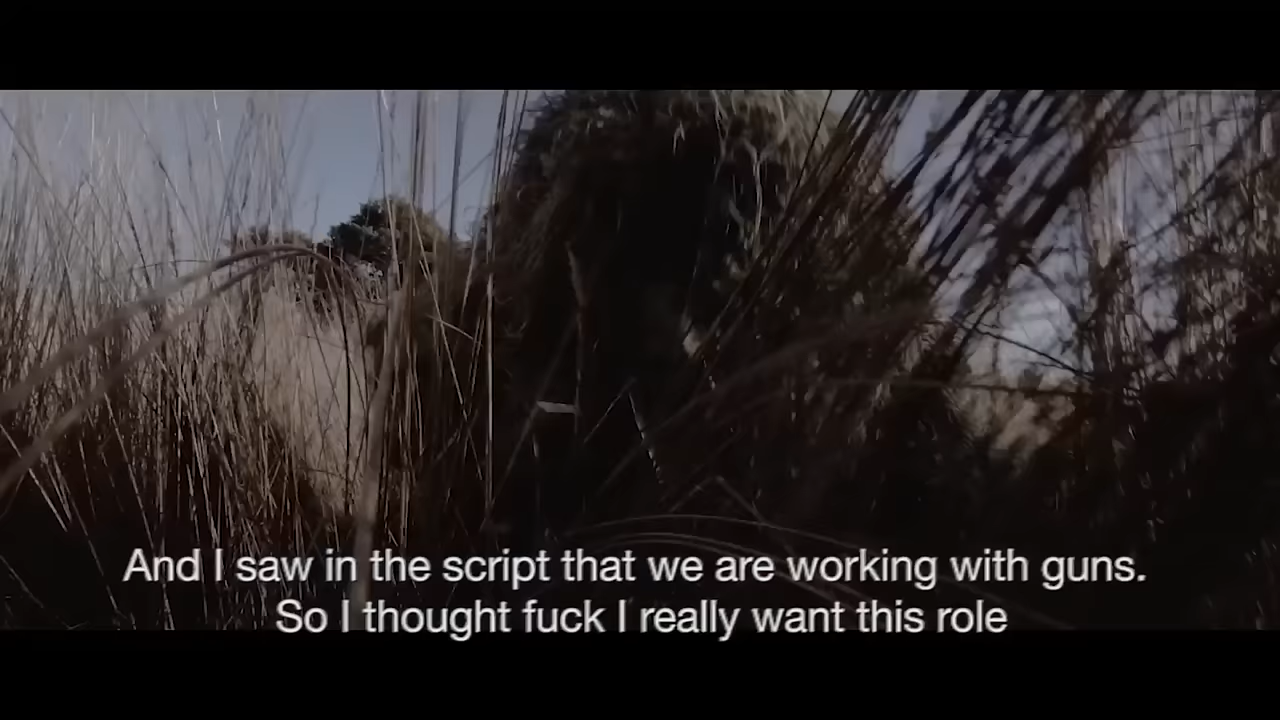 And I saw in the script that we are working with guns.
So I thought fuck I really want this role